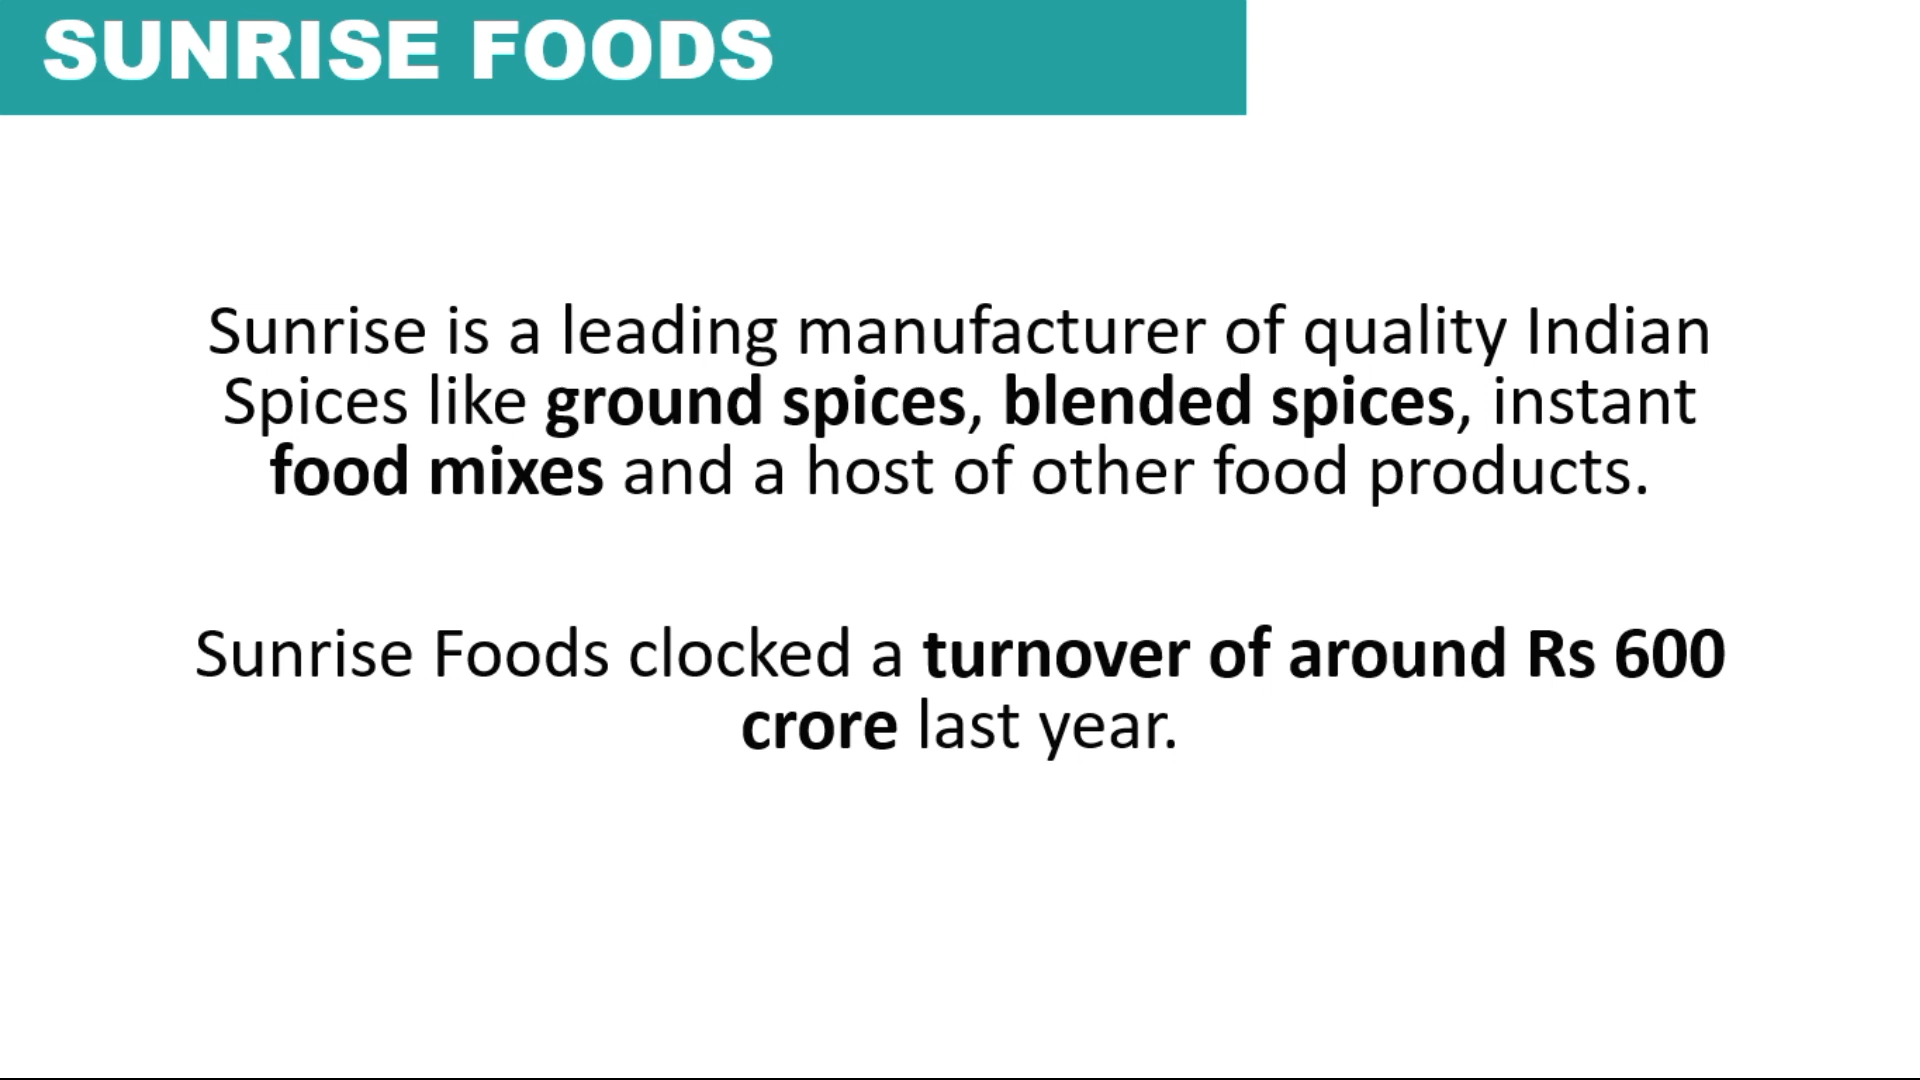 SUNRISE FOODS
Sunrise is a leading manufacturer of quality Indian
Spices like ground spices, blended spices, instant
food mixes and a host of other food products.
Sunrise Foods clocked a turnover of around Rs 600
crore last year.